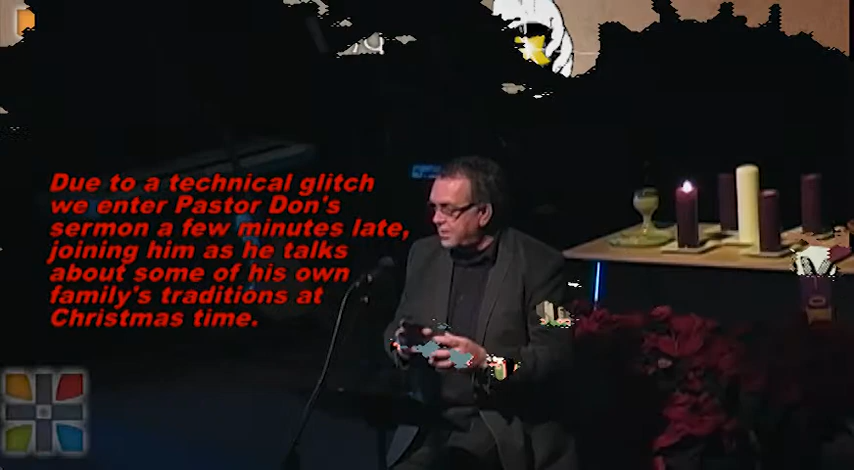 Due to a technical glitch
we enter Pastor Don's
sermon a few minutes late,
joining him as he talks
about some of his own
family's traditions at
Christmas time.